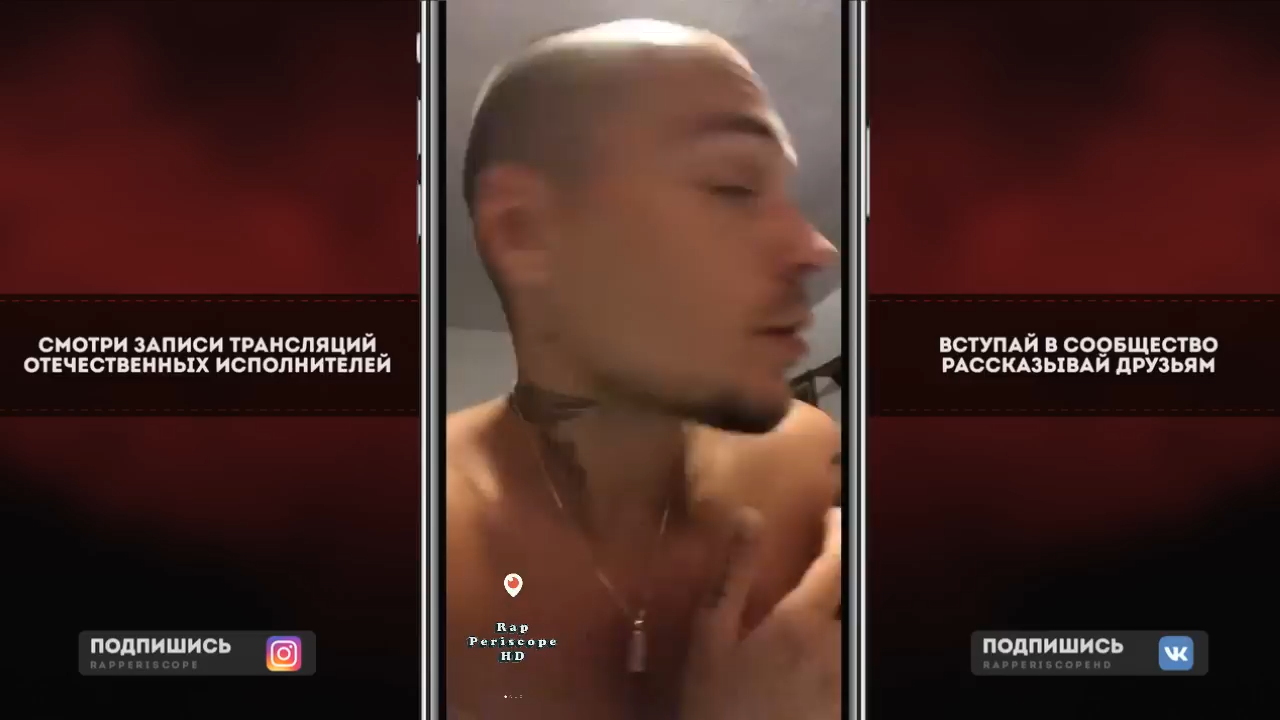 СМОТРИ ЗАПИСИ ТРАНСЛЯЦИЙ
ОТЕЧЕСТВЕННЫХ ИСПОЛНИТЕЛЕЙ
ПОДПИШИСЬ
RAPPERISCOPE
Rap
Periscope
HD
ВСТУПАЙ В СООБЩЕСТВО
РАССКАЗЫВАЙ ДРУЗЬЯМ
ПОДПИШИСЬ
RAPPERISCOPEHD